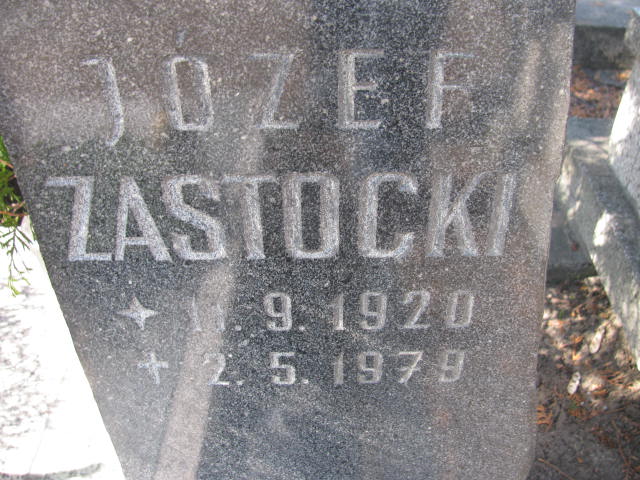 JOZEF
ZASTOCKI
✦ 11. 9. 1920
+ 2. 5. 1979